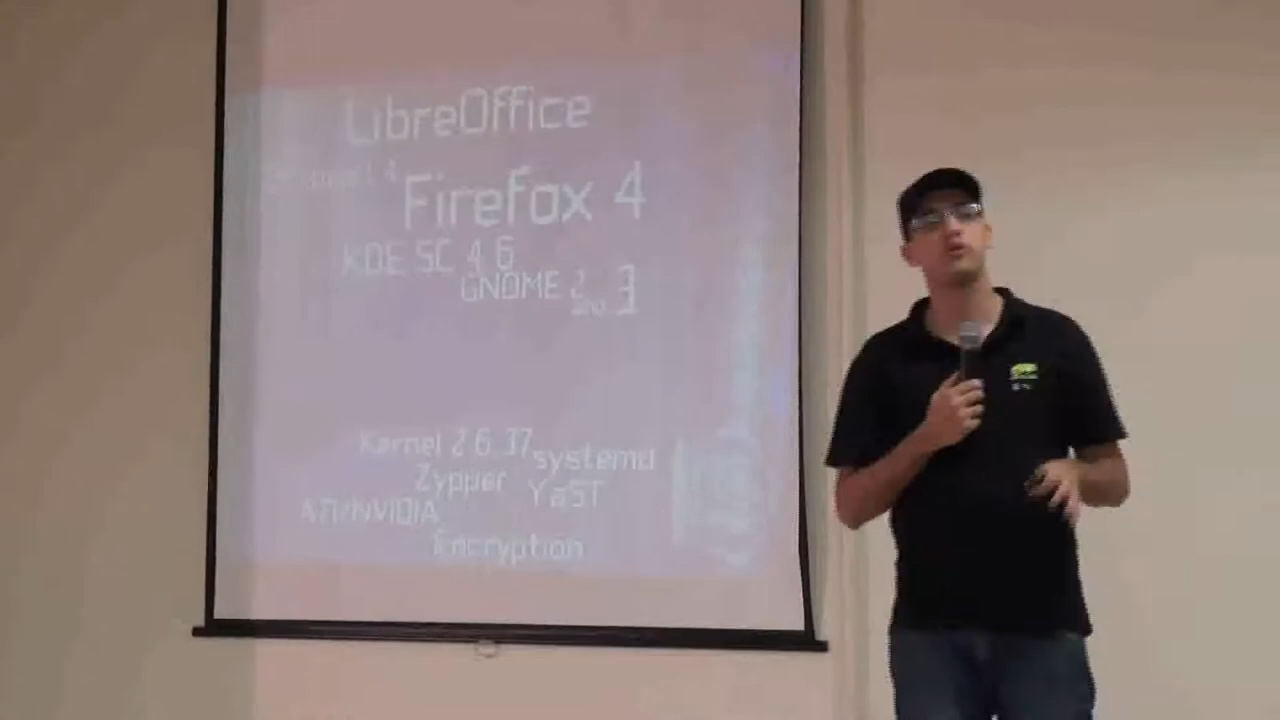 LibreOffice
Firefox 4
KDE SC 4.6
GNOME 2
3
Kernel 2.6.37
systemd
Zypper
YaST
ATI/NVIDIA
Encryption